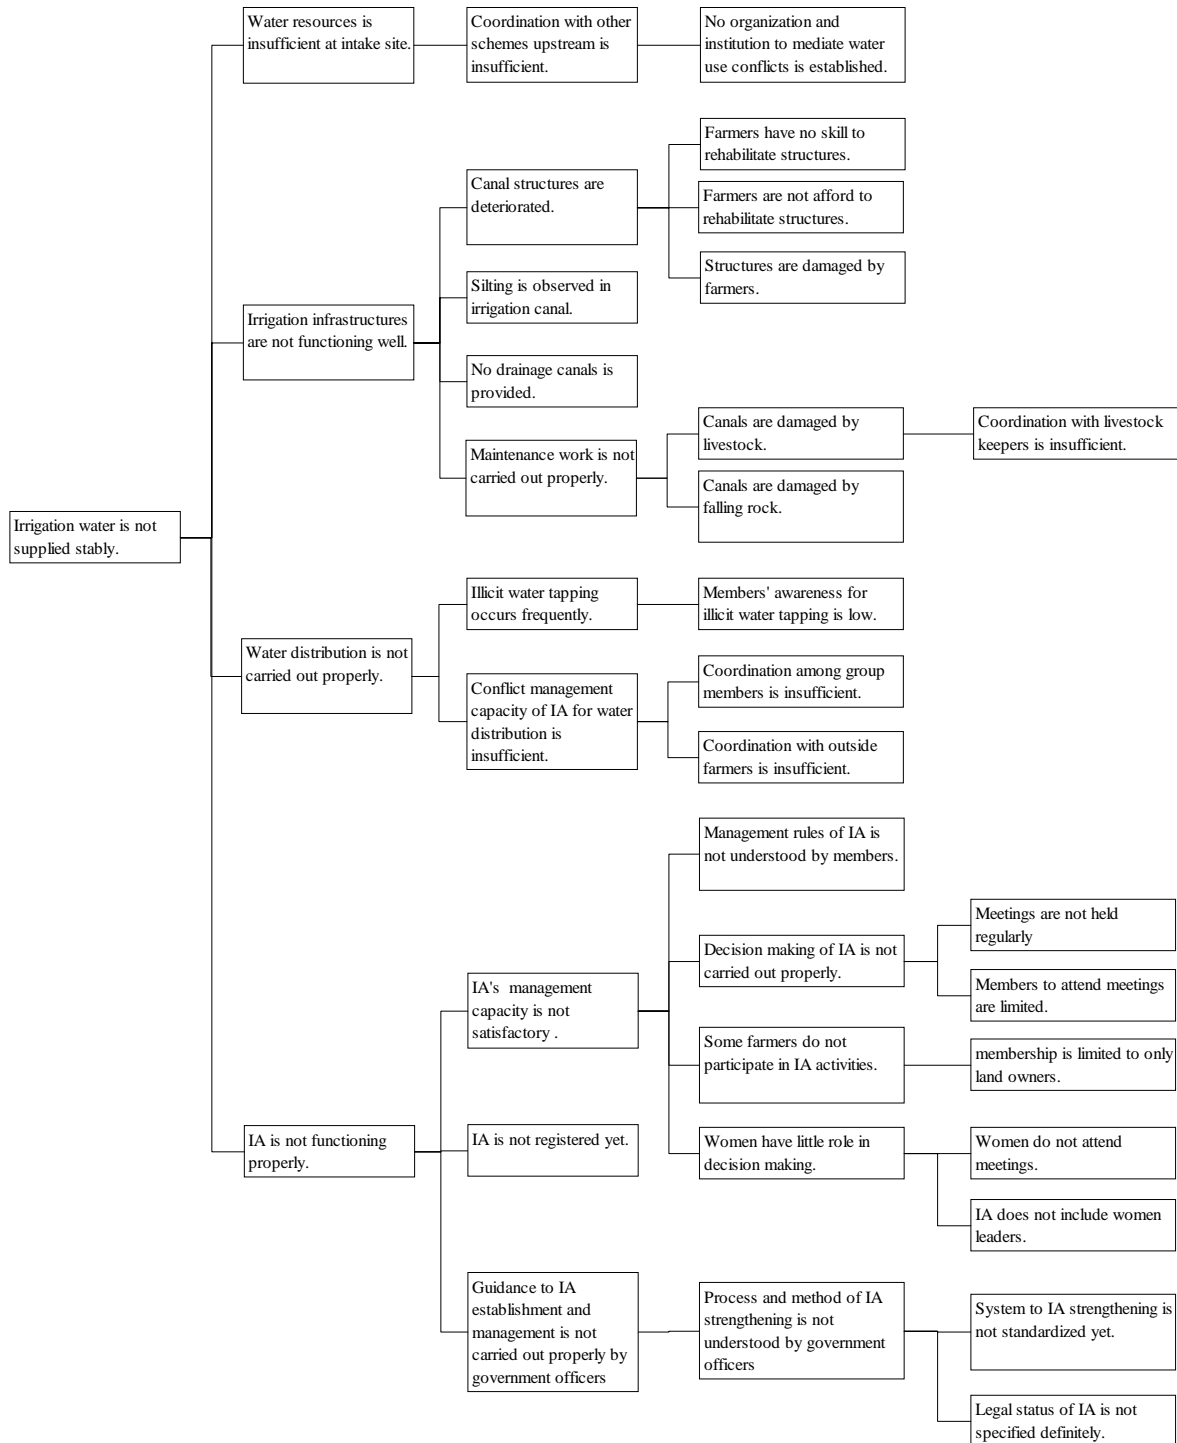 Water resources is
insufficient at intake site.
Coordination with other
schemes upstream is
insufficient.
No organization and
institution to mediate water
use conflicts is established.
Farmers have no skill to
rehabilitate structures.
Canal structures are
deteriorated.
Farmers are not afford to
rehabilitate structures.
Structures are damaged by
farmers.
Silting is observed in
irrigation canal.
Irrigation infrastructures
are not functioning well.
No drainage canals is
provided.
Canals are damaged by
livestock.
Coordination with livestock
keepers is insufficient.
Maintenance work is not
carried out properly.
Canals are damaged by
falling rock.
Irrigation water is not
supplied stably.
Illicit water tapping
occurs frequently.
Members' awareness for
illicit water tapping is low.
Water distribution is not
carried out properly.
Coordination among group
members is insufficient.
Conflict management
capacity of IA for water
distribution is
insufficient.
Coordination with outside
farmers is insufficient.
Management rules of IA is
not understood by members.
Meetings are not held
regularly
Decision making of IA is not
carried out properly.
Members to attend meetings
are limited.
IA's  management
capacity is not
satisfactory .
Some farmers do not
participate in IA activities.
membership is limited to only
land owners.
IA is not functioning
properly.
IA is not registered yet.
Women have little role in
decision making.
Women do not attend
meetings.
IA does not include women
leaders.
Guidance to IA
establishment and
management is not
carried out properly by
government officers
Process and method of IA
strengthening is not
understood by government
officers
System to IA strengthening is
not standardized yet.
Legal status of IA is not
specified definitely.